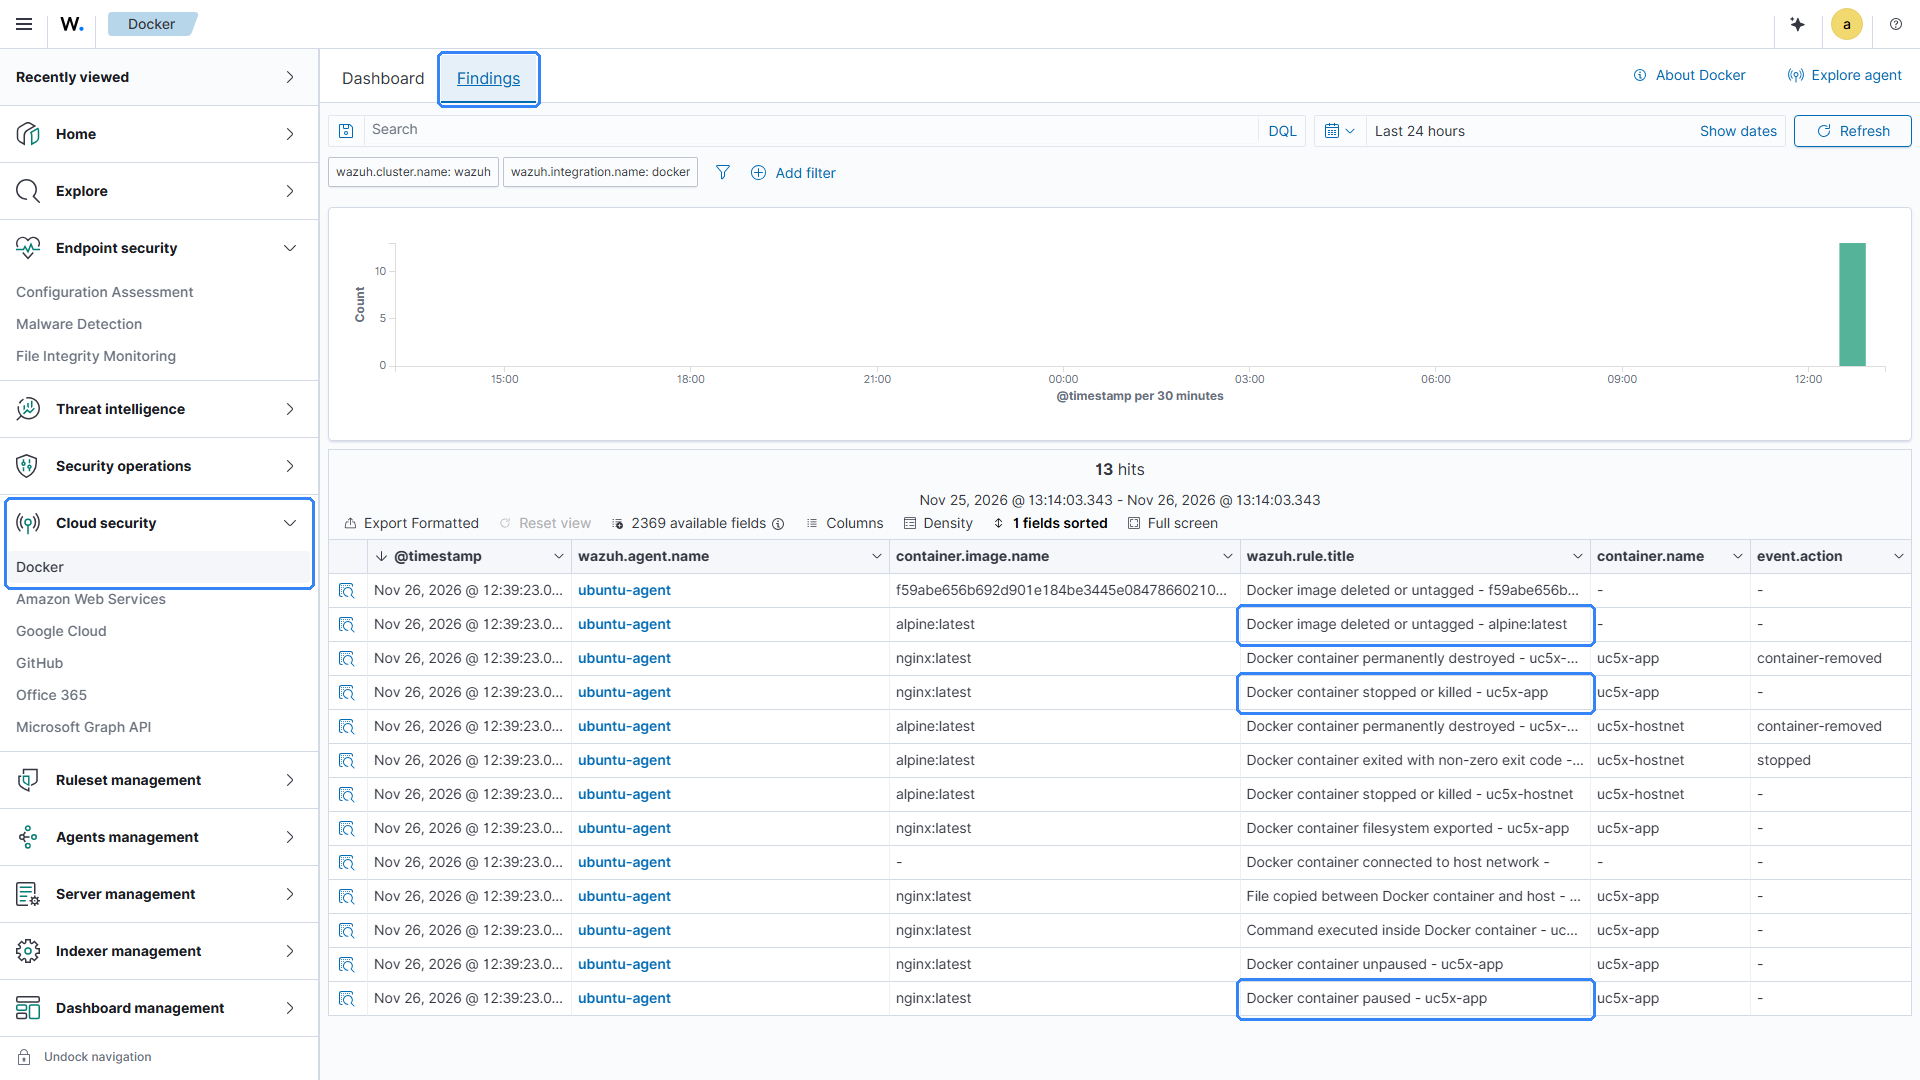 W.
Docker
a
Recently viewed
Home
Explore
Endpoint security
Configuration Assessment
Malware Detection
File Integrity Monitoring
Threat intelligence
Security operations
Cloud security
Docker
Amazon Web Services
Google Cloud
GitHub
Office 365
Microsoft Graph API
Ruleset management
Agents management
Server management
Indexer management
Dashboard management
Undock navigation
Dashboard Findings
About Docker Explore agent
Search DQL Last 24 hours Show dates Refresh
wazuh.cluster.name: wazuh wazuh.integration.name: docker Add filter
Count
10
5
0
15:00 18:00 21:00 00:00 03:00 06:00 09:00 12:00
@timestamp per 30 minutes
13 hits
Nov 25, 2026 @ 13:14:03.343 - Nov 26, 2026 @ 13:14:03.343
Export Formatted Reset view 2369 available fields Columns Density 1 fields sorted Full screen
@timestamp wazuh.agent.name container.image.name wazuh.rule.title container.name event.action
Nov 26, 2026 @ 12:39:23.0... ubuntu-agent f59abe656b692d901e184be3445e08478660210... Docker image deleted or untagged - f59abe656b... - -
Nov 26, 2026 @ 12:39:23.0... ubuntu-agent alpine:latest Docker image deleted or untagged - alpine:latest - -
Nov 26, 2026 @ 12:39:23.0... ubuntu-agent nginx:latest Docker container permanently destroyed - uc5x-... uc5x-app container-removed
Nov 26, 2026 @ 12:39:23.0... ubuntu-agent nginx:latest Docker container stopped or killed - uc5x-app uc5x-app -
Nov 26, 2026 @ 12:39:23.0... ubuntu-agent alpine:latest Docker container permanently destroyed - uc5x-... uc5x-hostnet container-removed
Nov 26, 2026 @ 12:39:23.0... ubuntu-agent alpine:latest Docker container exited with non-zero exit code -... uc5x-hostnet stopped
Nov 26, 2026 @ 12:39:23.0... ubuntu-agent alpine:latest Docker container stopped or killed - uc5x-hostnet uc5x-hostnet -
Nov 26, 2026 @ 12:39:23.0... ubuntu-agent nginx:latest Docker container filesystem exported - uc5x-app uc5x-app -
Nov 26, 2026 @ 12:39:23.0... ubuntu-agent - Docker container connected to host network - - -
Nov 26, 2026 @ 12:39:23.0... ubuntu-agent nginx:latest File copied between Docker container and host - ... uc5x-app -
Nov 26, 2026 @ 12:39:23.0... ubuntu-agent nginx:latest Command executed inside Docker container - uc... uc5x-app -
Nov 26, 2026 @ 12:39:23.0... ubuntu-agent nginx:latest Docker container unpaused - uc5x-app uc5x-app -
Nov 26, 2026 @ 12:39:23.0... ubuntu-agent nginx:latest Docker container paused - uc5x-app uc5x-app -